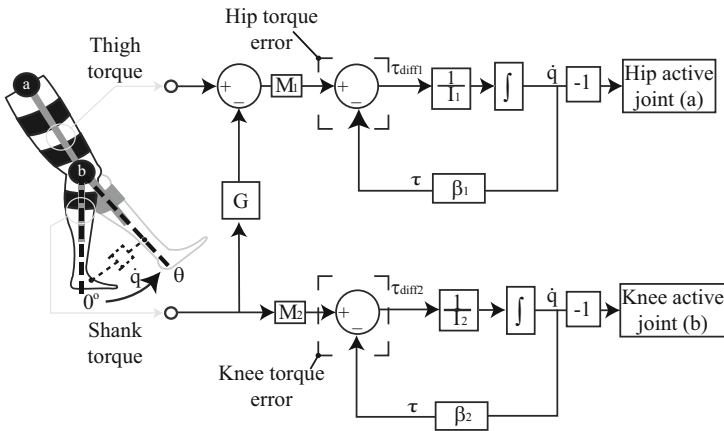 Hip torque
error
Thigh
torque
a
+
−
M₁
+
−
τdiff1
1
I₁
∫
q̇
-1
Hip active
joint (a)
b
G
τ
β₁
q̇
0º
θ
Shank
torque
M₂
+
−
τdiff2
1
I₂
∫
q̇
-1
Knee active
joint (b)
Knee torque
error
τ
β₂